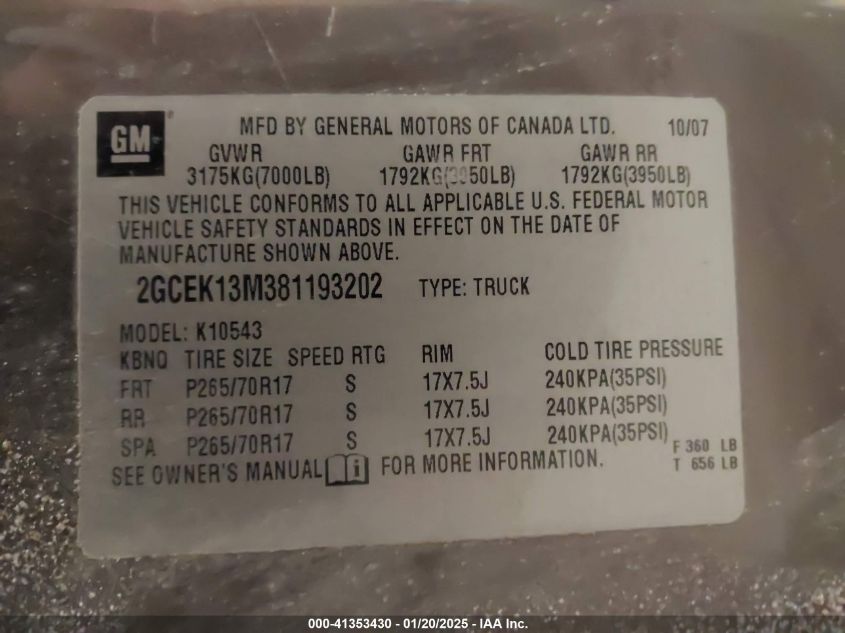 GM ® MFD BY GENERAL MOTORS OF CANADA LTD. 10/07
GVWR GAWR FRT GAWR RR
3175KG(7000LB) 1792KG(3950LB) 1792KG(3950LB)
THIS VEHICLE CONFORMS TO ALL APPLICABLE U.S. FEDERAL MOTOR
VEHICLE SAFETY STANDARDS IN EFFECT ON THE DATE OF
MANUFACTURE SHOWN ABOVE.
2GCEK13M381193202 TYPE: TRUCK
MODEL: K10543
KBNQ TIRE SIZE SPEED RTG RIM COLD TIRE PRESSURE
FRT P265/70R17 S 17X7.5J 240KPA(35PSI)
RR P265/70R17 S 17X7.5J 240KPA(35PSI)
SPA P265/70R17 S 17X7.5J 240KPA(35PSI)
F 360 LB
SEE OWNER'S MANUAL FOR MORE INFORMATION. T 656 LB
000-41353430 - 01/20/2025 - IAA Inc.